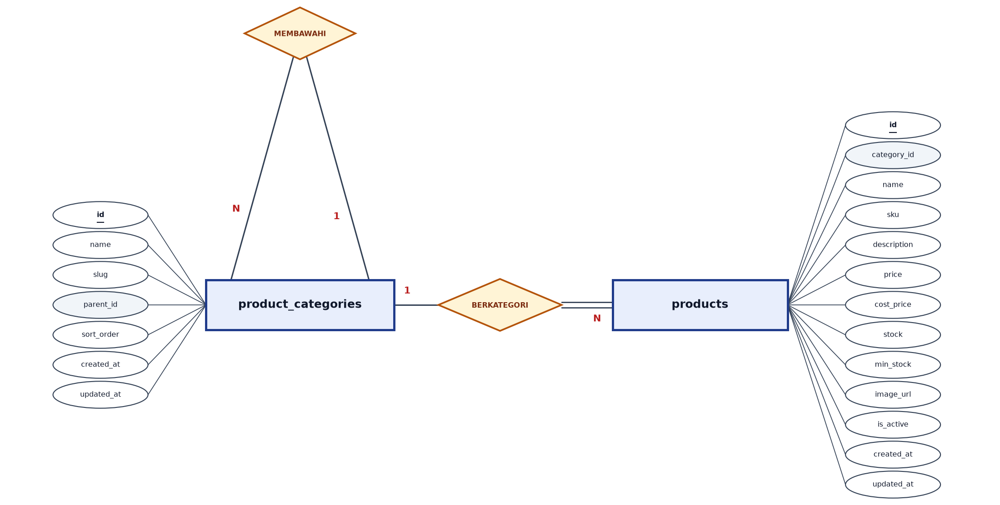 MEMBAWAHI
N
1
id
name
slug
parent_id
sort_order
created_at
updated_at
product_categories
1
BERKATEGORI
N
products
id
category_id
name
sku
description
price
cost_price
stock
min_stock
image_url
is_active
created_at
updated_at